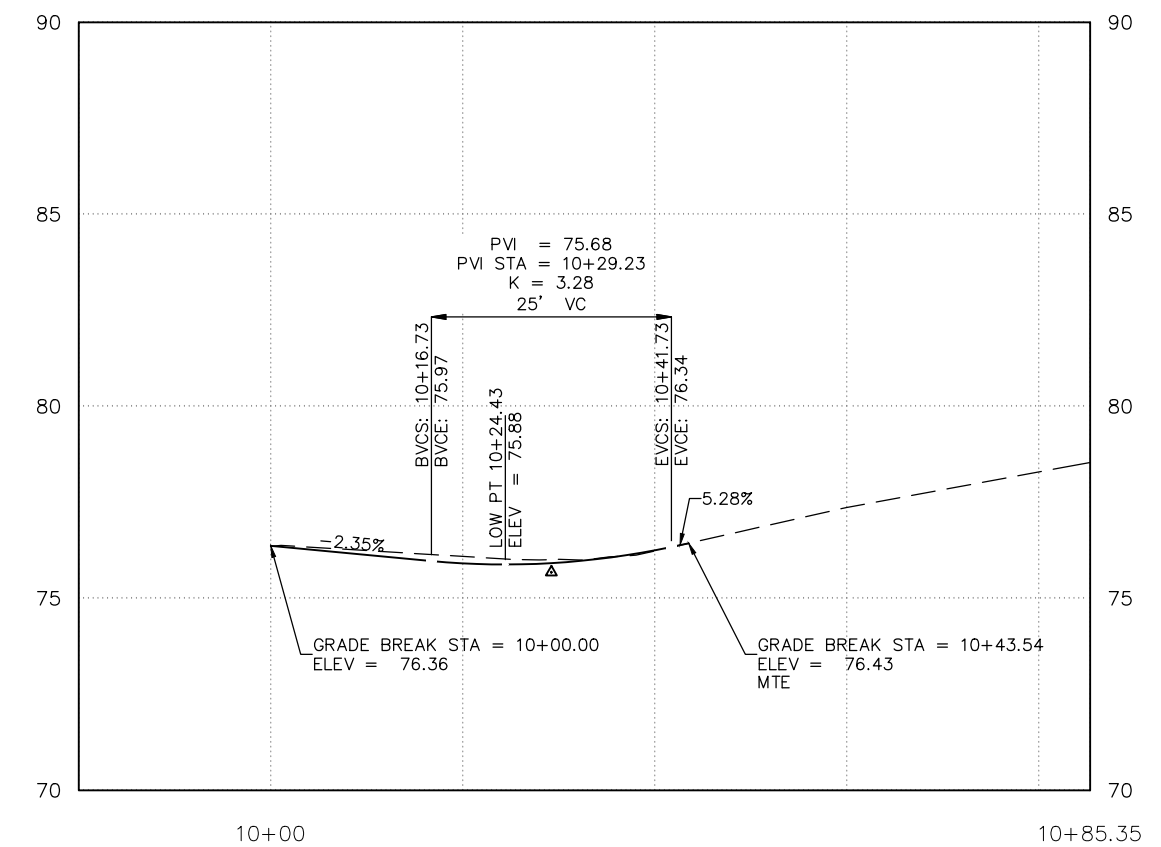 90
90
85
85
PVI = 75.68
PVI STA = 10+29.23
K = 3.28
25' VC
BVCS: 10+16.73
BVCE: 75.97
LOW PT 10+24.43
ELEV = 75.88
EVCS: 10+41.73
EVCE: 76.34
80
80
-2.35%
5.28%
75
75
GRADE BREAK STA = 10+00.00
ELEV = 76.36
GRADE BREAK STA = 10+43.54
ELEV = 76.43
MTE
70
70
10+00
10+85.35